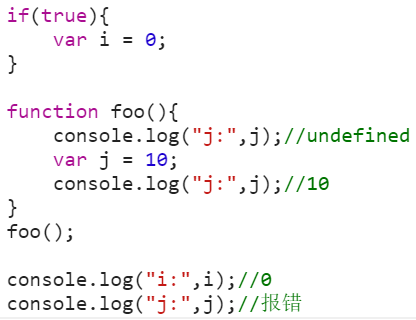 if(true){
    var i = 0;
}

function foo(){
    console.log("j:",j);//undefined
    var j = 10;
    console.log("j:",j);//10
}
foo();

console.log("i:",i);//0
console.log("j:",j);//报错